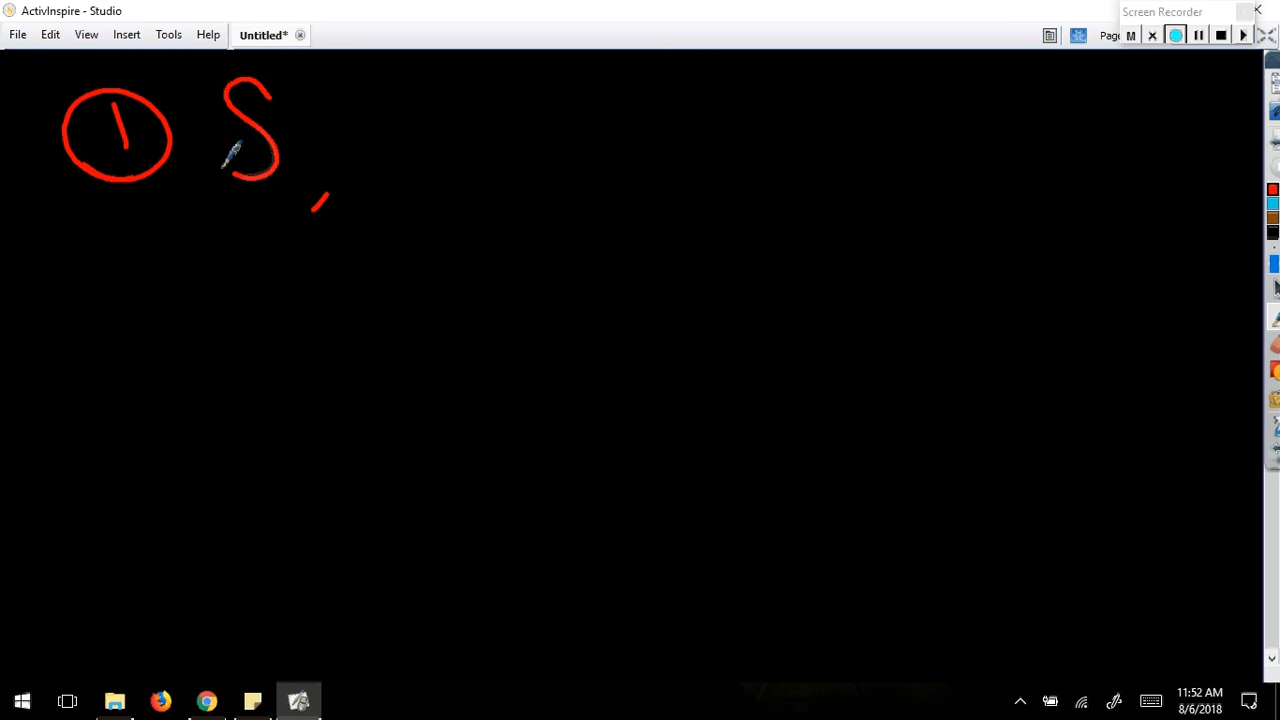 ActivInspire - Studio
Screen Recorder
File Edit View Insert Tools Help Untitled* Page M
1 S
11:52 AM
8/6/2018